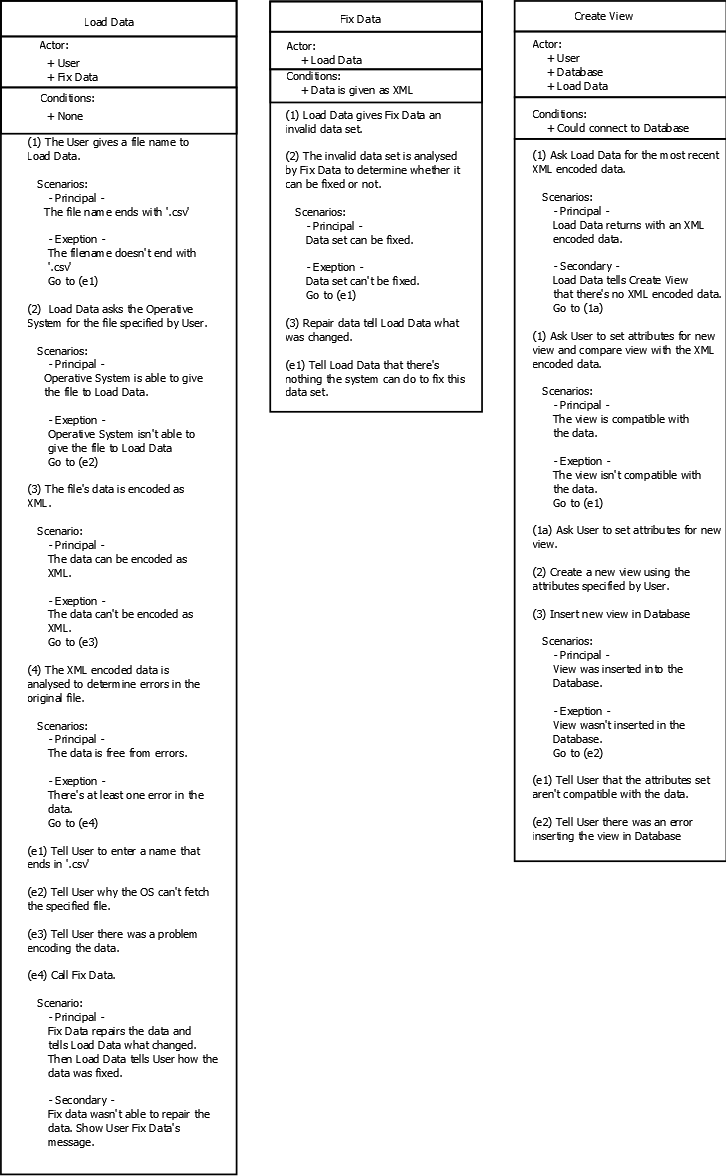 Load Data
Actor:
+ User
+ Fix Data
Conditions:
+ None
(1) The User gives a file name to
Load Data.
Scenarios:
- Principal -
The file name ends with '.csv'
- Exeption -
The filename doesn't end with
'.csv'
Go to (e1)
(2) Load Data asks the Operative
System for the file specified by User.
Scenarios:
- Principal -
Operative System is able to give
the file to Load Data.
- Exeption -
Operative System isn't able to
give the file to Load Data
Go to (e2)
(3) The file's data is encoded as
XML.
Scenario:
- Principal -
The data can be encoded as
XML.
- Exeption -
The data can't be encoded as
XML.
Go to (e3)
(4) The XML encoded data is
analysed to determine errors in the
original file.
Scenarios:
- Principal -
The data is free from errors.
- Exeption -
There's at least one error in the
data.
Go to (e4)
(e1) Tell User to enter a name that
ends in '.csv'
(e2) Tell User why the OS can't fetch
the specified file.
(e3) Tell User there was a problem
encoding the data.
(e4) Call Fix Data.
Scenario:
- Principal -
Fix Data repairs the data and
tells Load Data what changed.
Then Load Data tells User how the
data was fixed.
- Secondary -
Fix data wasn't able to repair the
data. Show User Fix Data's
message.
Fix Data
Actor:
+ Load Data
Conditions:
+ Data is given as XML
(1) Load Data gives Fix Data an
invalid data set.
(2) The invalid data set is analysed
by Fix Data to determine whether it
can be fixed or not.
Scenarios:
- Principal -
Data set can be fixed.
- Exeption -
Data set can't be fixed.
Go to (e1)
(3) Repair data tell Load Data what
was changed.
(e1) Tell Load Data that there's
nothing the system can do to fix this
data set.
Create View
Actor:
+ User
+ Database
+ Load Data
Conditions:
+ Could connect to Database
(1) Ask Load Data for the most recent
XML encoded data.
Scenarios:
- Principal -
Load Data returns with an XML
encoded data.
- Secondary -
Load Data tells Create View
that there's no XML encoded data.
Go to (1a)
(1) Ask User to set attributes for new
view and compare view with the XML
encoded data.
Scenarios:
- Principal -
The view is compatible with
the data.
- Exeption -
The view isn't compatible with
the data.
Go to (e1)
(1a) Ask User to set attributes for new
view.
(2) Create a new view using the
attributes specified by User.
(3) Insert new view in Database
Scenarios:
- Principal -
View was inserted into the
Database.
- Exeption -
View wasn't inserted in the
Database.
Go to (e2)
(e1) Tell User that the attributes set
aren't compatible with the data.
(e2) Tell User there was an error
inserting the view in Database